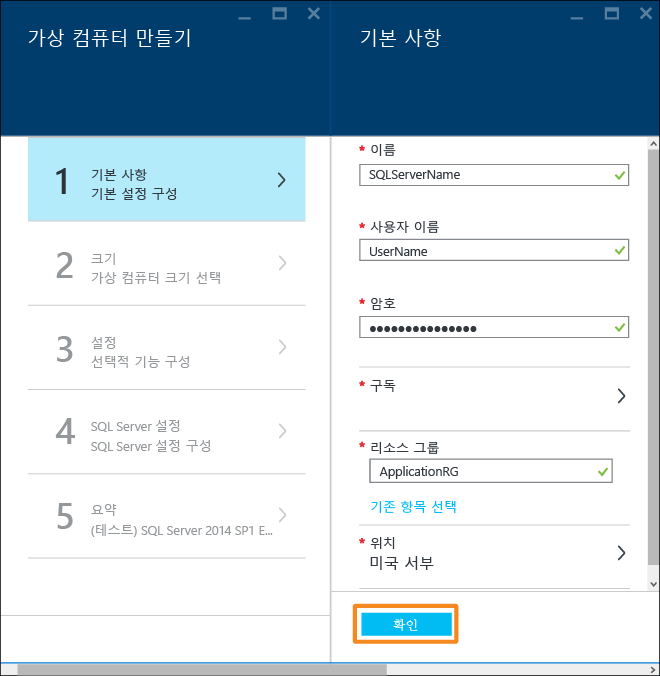 가상 컴퓨터 만들기
1
기본 사항
기본 설정 구성
2
크기
가상 컴퓨터 크기 선택
3
설정
선택적 기능 구성
4
SQL Server 설정
SQL Server 설정 구성
5
요약
(테스트) SQL Server 2014 SP1 E...
기본 사항
* 이름
SQLServerName
* 사용자 이름
UserName
* 암호
●●●●●●●●●●●●●●●
* 구독
* 리소스 그룹
ApplicationRG
기존 항목 선택
* 위치
미국 서부
확인